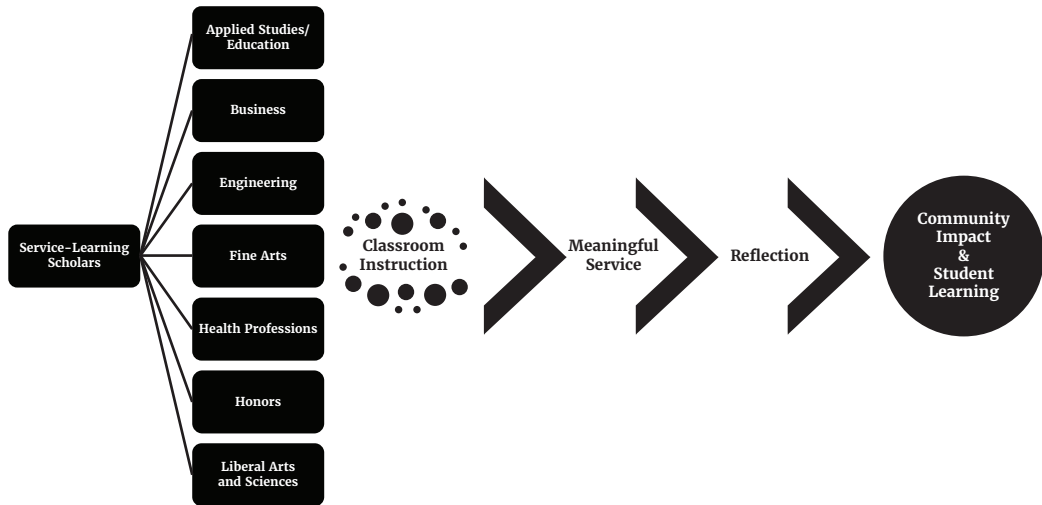 Applied Studies/
Education
Business
Engineering
Service-Learning
Scholars
Fine Arts
Health Professions
Honors
Liberal Arts
and Sciences
Classroom
Instruction
Meaningful
Service
Reflection
Community
Impact
&
Student
Learning